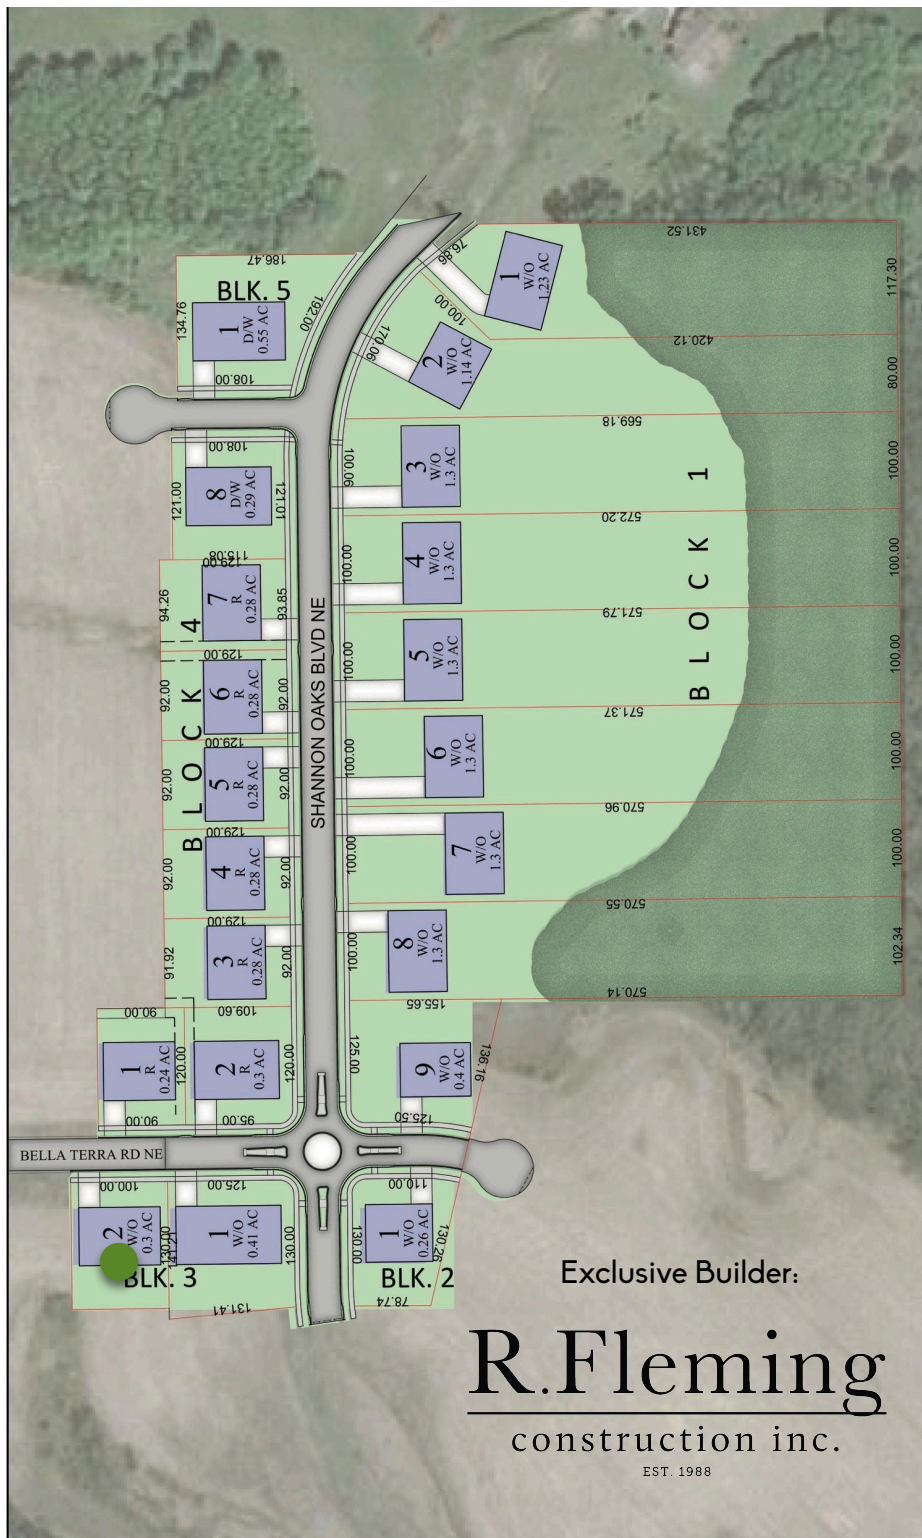 431.52
76.86
1
W/O
1.23 AC
117.30
186.47
BLK. 5
134.76
1
D/W
0.55 AC
192.00
100.00
420.12
170.06
2
W/O
1.14 AC
80.00
108.00
569.18
108.00
8
D/W
0.29 AC
121.00
121.01
115.08
100.06
3
W/O
1.3 AC
100.00
572.20
129.00
7
R
0.28 AC
94.26
93.85
100.00
4
W/O
1.3 AC
100.00
571.79
129.00
6
R
0.28 AC
92.00
92.00
100.00
5
W/O
1.3 AC
100.00
571.37
129.00
5
R
0.28 AC
92.00
92.00
100.00
6
W/O
1.3 AC
100.00
570.96
129.00
4
R
0.28 AC
92.00
92.00
100.00
7
W/O
1.3 AC
100.00
570.55
129.00
3
R
0.28 AC
91.92
92.00
100.00
8
W/O
1.3 AC
102.34
570.14
155.65
BLOCK 4
SHANNON OAKS BLVD NE
BLOCK 1
90.00
109.60
1
R
0.24 AC
120.00
2
R
0.3 AC
120.00
125.00
9
W/O
0.4 AC
136.16
90.00
95.00
125.50
BELLA TERRA RD NE
100.00
125.00
110.00
2
W/O
0.3 AC
130.00
1
W/O
0.41 AC
130.00
130.00
1
W/O
0.26 AC
130.26
BLK. 3
BLK. 2
131.41
78.74
Exclusive Builder:
R.Fleming
construction inc.
EST. 1988